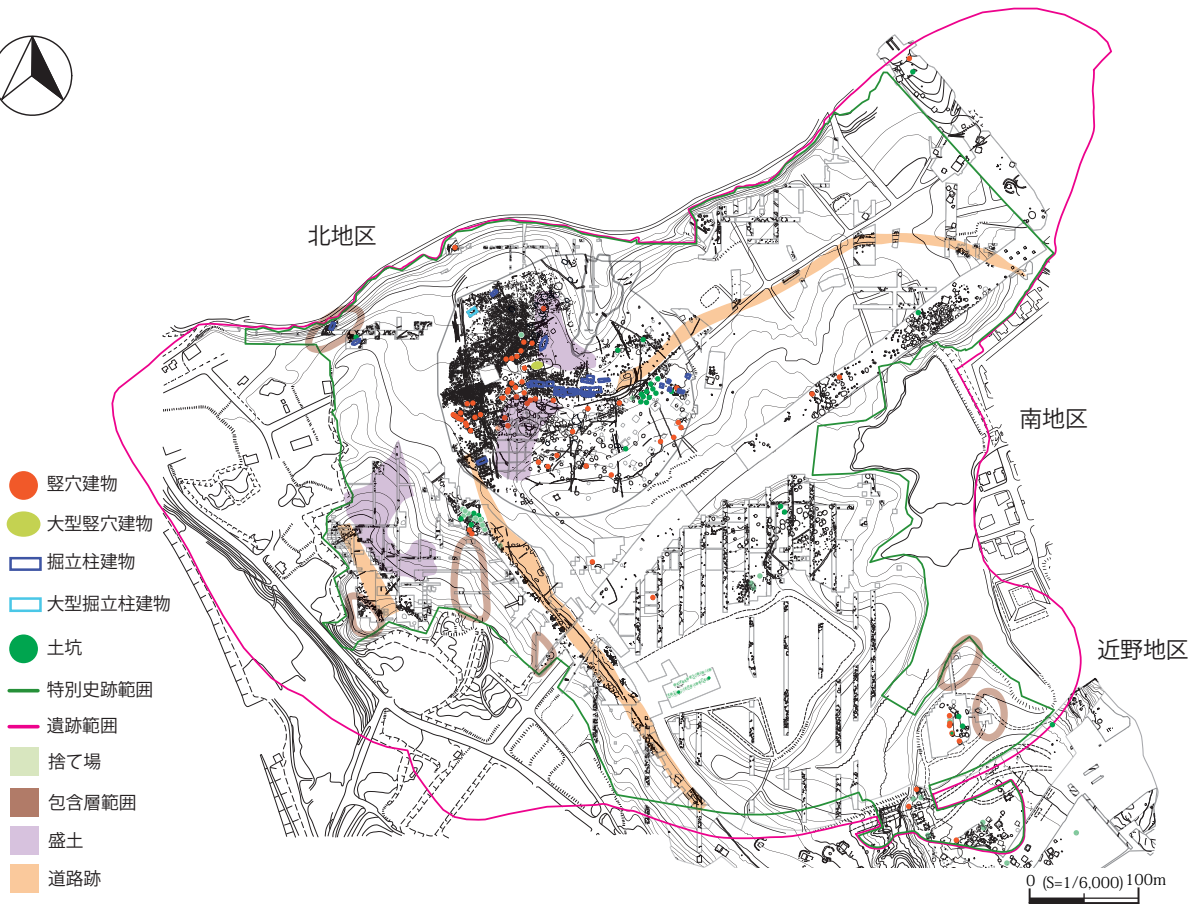 北地区
南地区
近野地区
竪穴建物
大型竪穴建物
掘立柱建物
大型掘立柱建物
土坑
特別史跡範囲
遺跡範囲
捨て場
包含層範囲
盛土
道路跡
0 (S=1/6,000) 100m